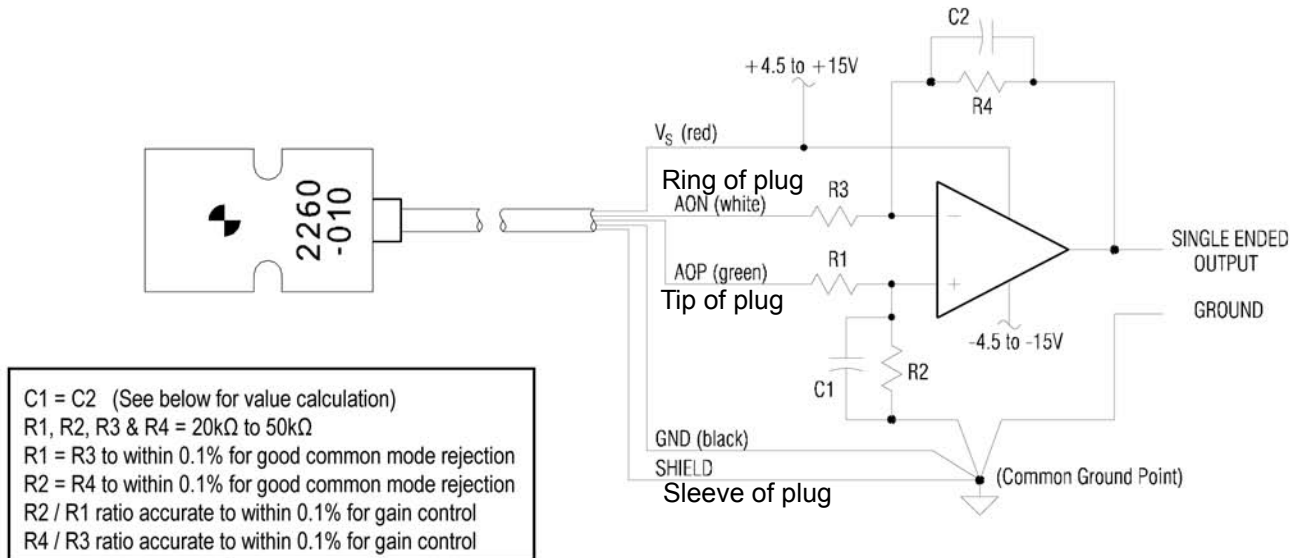 C2
+4.5 to +15V
R4
VS (red)
Ring of plug
R3
AON (white)
2260
-010
−
SINGLE ENDED
OUTPUT
R1
AOP (green)
+
Tip of plug
GROUND
-4.5 to -15V
C1
R2
C1 = C2 (See below for value calculation)
R1, R2, R3 & R4 = 20kΩ to 50kΩ
R1 = R3 to within 0.1% for good common mode rejection
R2 = R4 to within 0.1% for good common mode rejection
R2 / R1 ratio accurate to within 0.1% for gain control
R4 / R3 ratio accurate to within 0.1% for gain control
GND (black)
SHIELD
Sleeve of plug
(Common Ground Point)